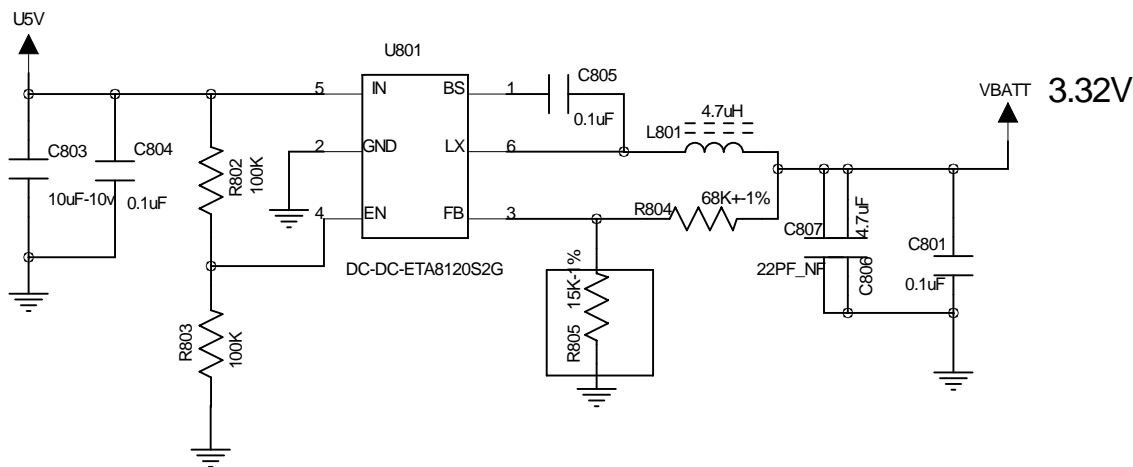 U5V
U801
C805
VBATT 3.32V
5 IN BS 1
0.1uF
4.7uH
L801
C803
C804
2 GND LX 6
10uF-10v
0.1uF
R802
100K
4 EN FB 3
R804
68K+-1%
C807
4.7uF
C801
DC-DC-ETA8120S2G
22PF_NF
C806
0.1uF
15K-1%
R805
R803
100K